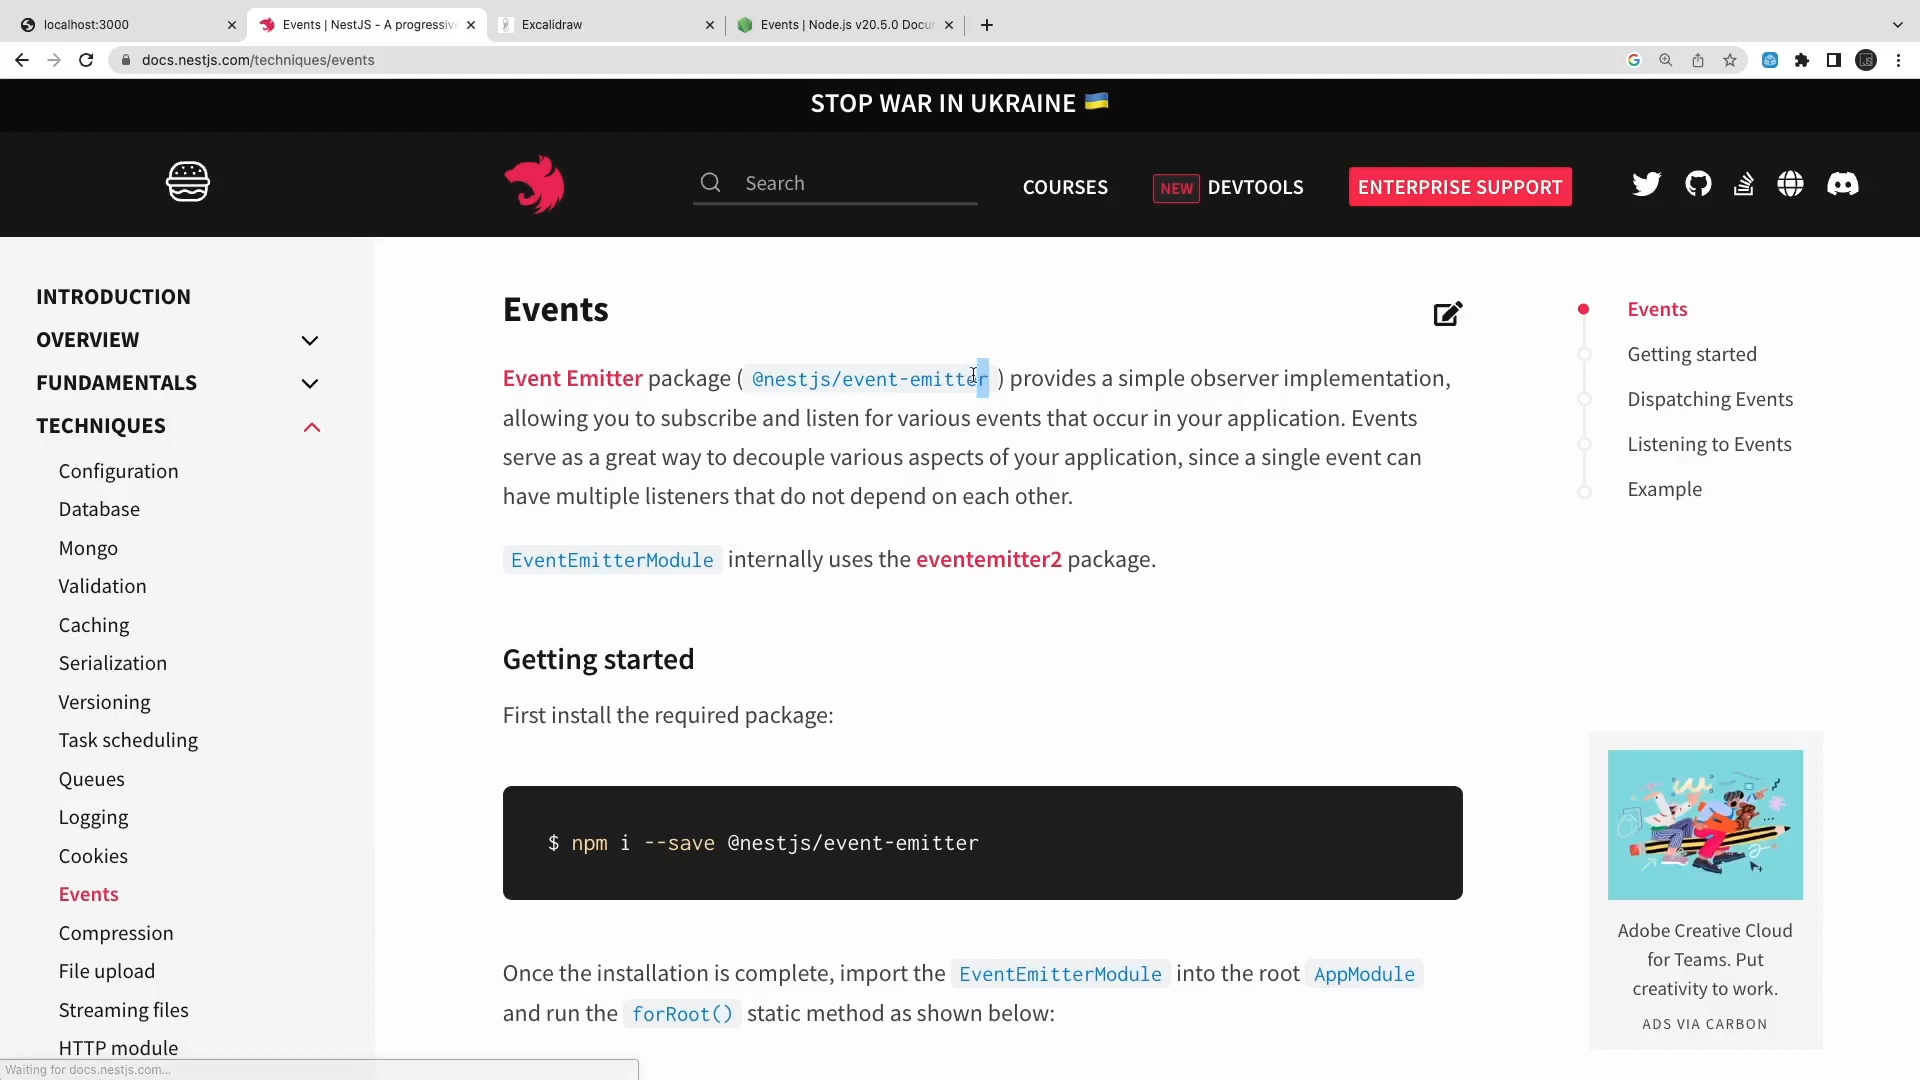 localhost:3000
Events | NestJS - A progressive
Excalidraw
Events | Node.js v20.5.0 Docu
docs.nestjs.com/techniques/events
STOP WAR IN UKRAINE 🇺🇦
Search
COURSES
NEW DEVTOOLS
ENTERPRISE SUPPORT
INTRODUCTION
OVERVIEW
FUNDAMENTALS
TECHNIQUES
Configuration
Database
Mongo
Validation
Caching
Serialization
Versioning
Task scheduling
Queues
Logging
Cookies
Events
Compression
File upload
Streaming files
HTTP module
Events
Event Emitter package ( @nestjs/event-emitter ) provides a simple observer implementation,
allowing you to subscribe and listen for various events that occur in your application. Events
serve as a great way to decouple various aspects of your application, since a single event can
have multiple listeners that do not depend on each other.
EventEmitterModule internally uses the eventemitter2 package.
Getting started
First install the required package:
$ npm i --save @nestjs/event-emitter
Once the installation is complete, import the EventEmitterModule into the root AppModule
and run the forRoot() static method as shown below:
Events
Getting started
Dispatching Events
Listening to Events
Example
Adobe Creative Cloud
for Teams. Put
creativity to work.
ADS VIA CARBON
Waiting for docs.nestjs.com...